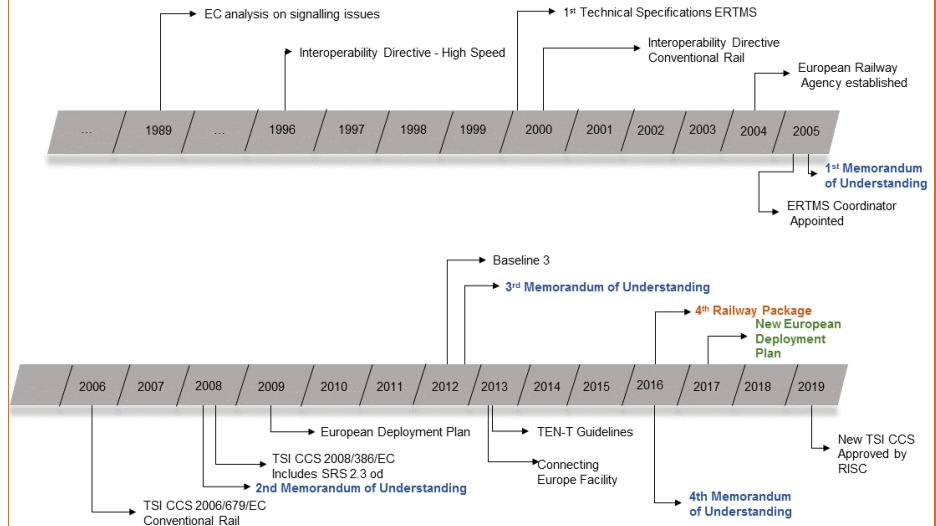 EC analysis on signalling issues
1st Technical Specifications ERTMS
Interoperability Directive - High Speed
Interoperability Directive
Conventional Rail
European Railway
Agency established
... 1989 ... 1996 1997 1998 1999 2000 2001 2002 2003 2004 2005
1st Memorandum
of Understanding
ERTMS Coordinator
Appointed
Baseline 3
3rd Memorandum of Understanding
4th Railway Package
New European
Deployment
Plan
2006 2007 2008 2009 2010 2011 2012 2013 2014 2015 2016 2017 2018 2019
European Deployment Plan
TEN-T Guidelines
New TSI CCS
Approved by
RISC
TSI CCS 2008/386/EC
Includes SRS 2.3 od
Connecting
Europe Facility
2nd Memorandum of Understanding
4th Memorandum
of Understanding
TSI CCS 2006/679/EC
Conventional Rail